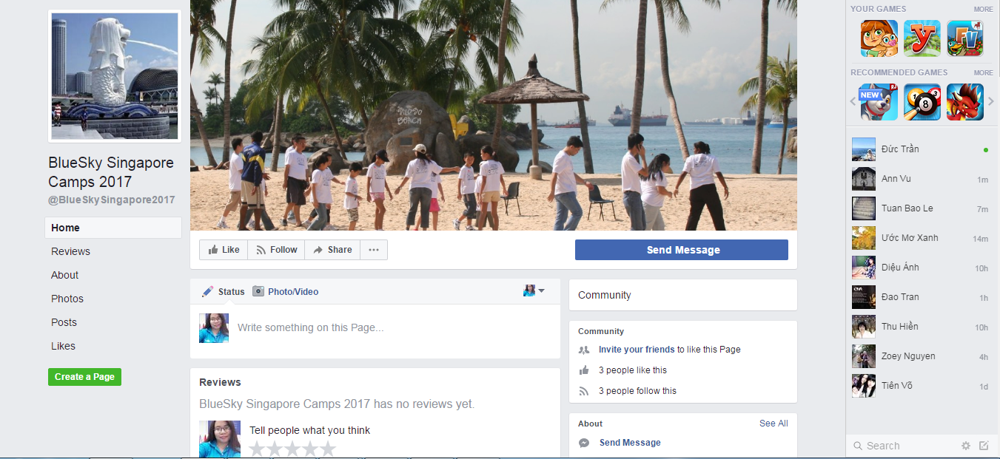 BlueSky Singapore
Camps 2017
@BlueSkySingapore2017
Home
Reviews
About
Photos
Posts
Likes
Create a Page
Like
Follow
Share
Send Message
Status
Photo/Video
Write something on this Page...
Reviews
BlueSky Singapore Camps 2017 has no reviews yet.
Tell people what you think
Community
Community
Invite your friends to like this Page
3 people like this
3 people follow this
About See All
Send Message
YOUR GAMES MORE
Y
FV
RECOMMENDED GAMES MORE
NEW
1 3
8
Đức Trần
Ann Vu 1m
Tuan Bao Le 7m
Ước Mơ Xanh 14m
Diệu Ánh 10h
Đao Tran 1h
Thu Hiền 10h
Zoey Nguyen 4h
Tiên Võ 1d
Search